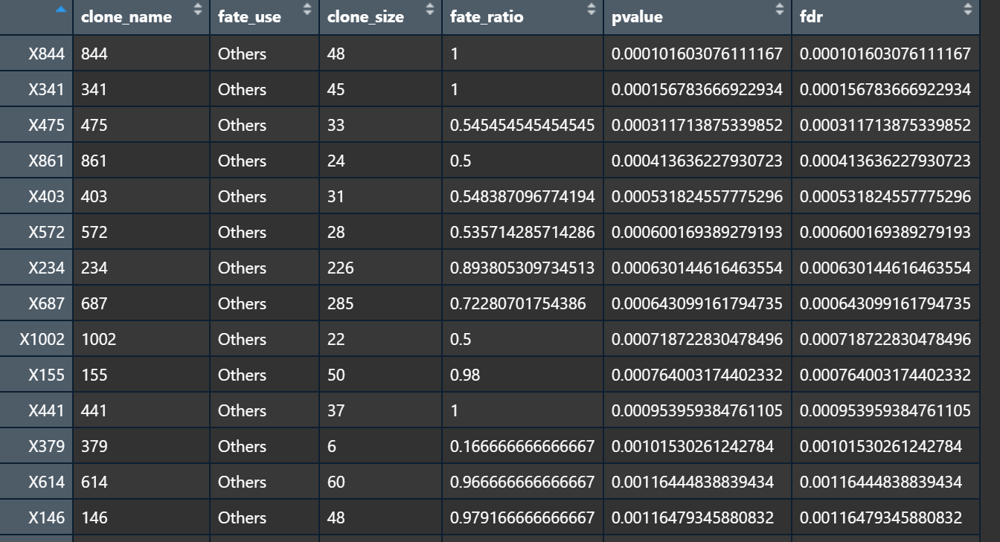 clone_name fate_use clone_size fate_ratio pvalue fdr
X844 844 Others 48 1 0.000101603076111167 0.000101603076111167
X341 341 Others 45 1 0.000156783666922934 0.000156783666922934
X475 475 Others 33 0.545454545454545 0.000311713875339852 0.000311713875339852
X861 861 Others 24 0.5 0.000413636227930723 0.000413636227930723
X403 403 Others 31 0.548387096774194 0.000531824557775296 0.000531824557775296
X572 572 Others 28 0.535714285714286 0.000600169389279193 0.000600169389279193
X234 234 Others 226 0.893805309734513 0.000630144616463554 0.000630144616463554
X687 687 Others 285 0.72280701754386 0.000643099161794735 0.000643099161794735
X1002 1002 Others 22 0.5 0.000718722830478496 0.000718722830478496
X155 155 Others 50 0.98 0.000764003174402332 0.000764003174402332
X441 441 Others 37 1 0.000953959384761105 0.000953959384761105
X379 379 Others 6 0.166666666666667 0.00101530261242784 0.00101530261242784
X614 614 Others 60 0.966666666666667 0.00116444838839434 0.00116444838839434
X146 146 Others 48 0.979166666666667 0.00116479345880832 0.00116479345880832